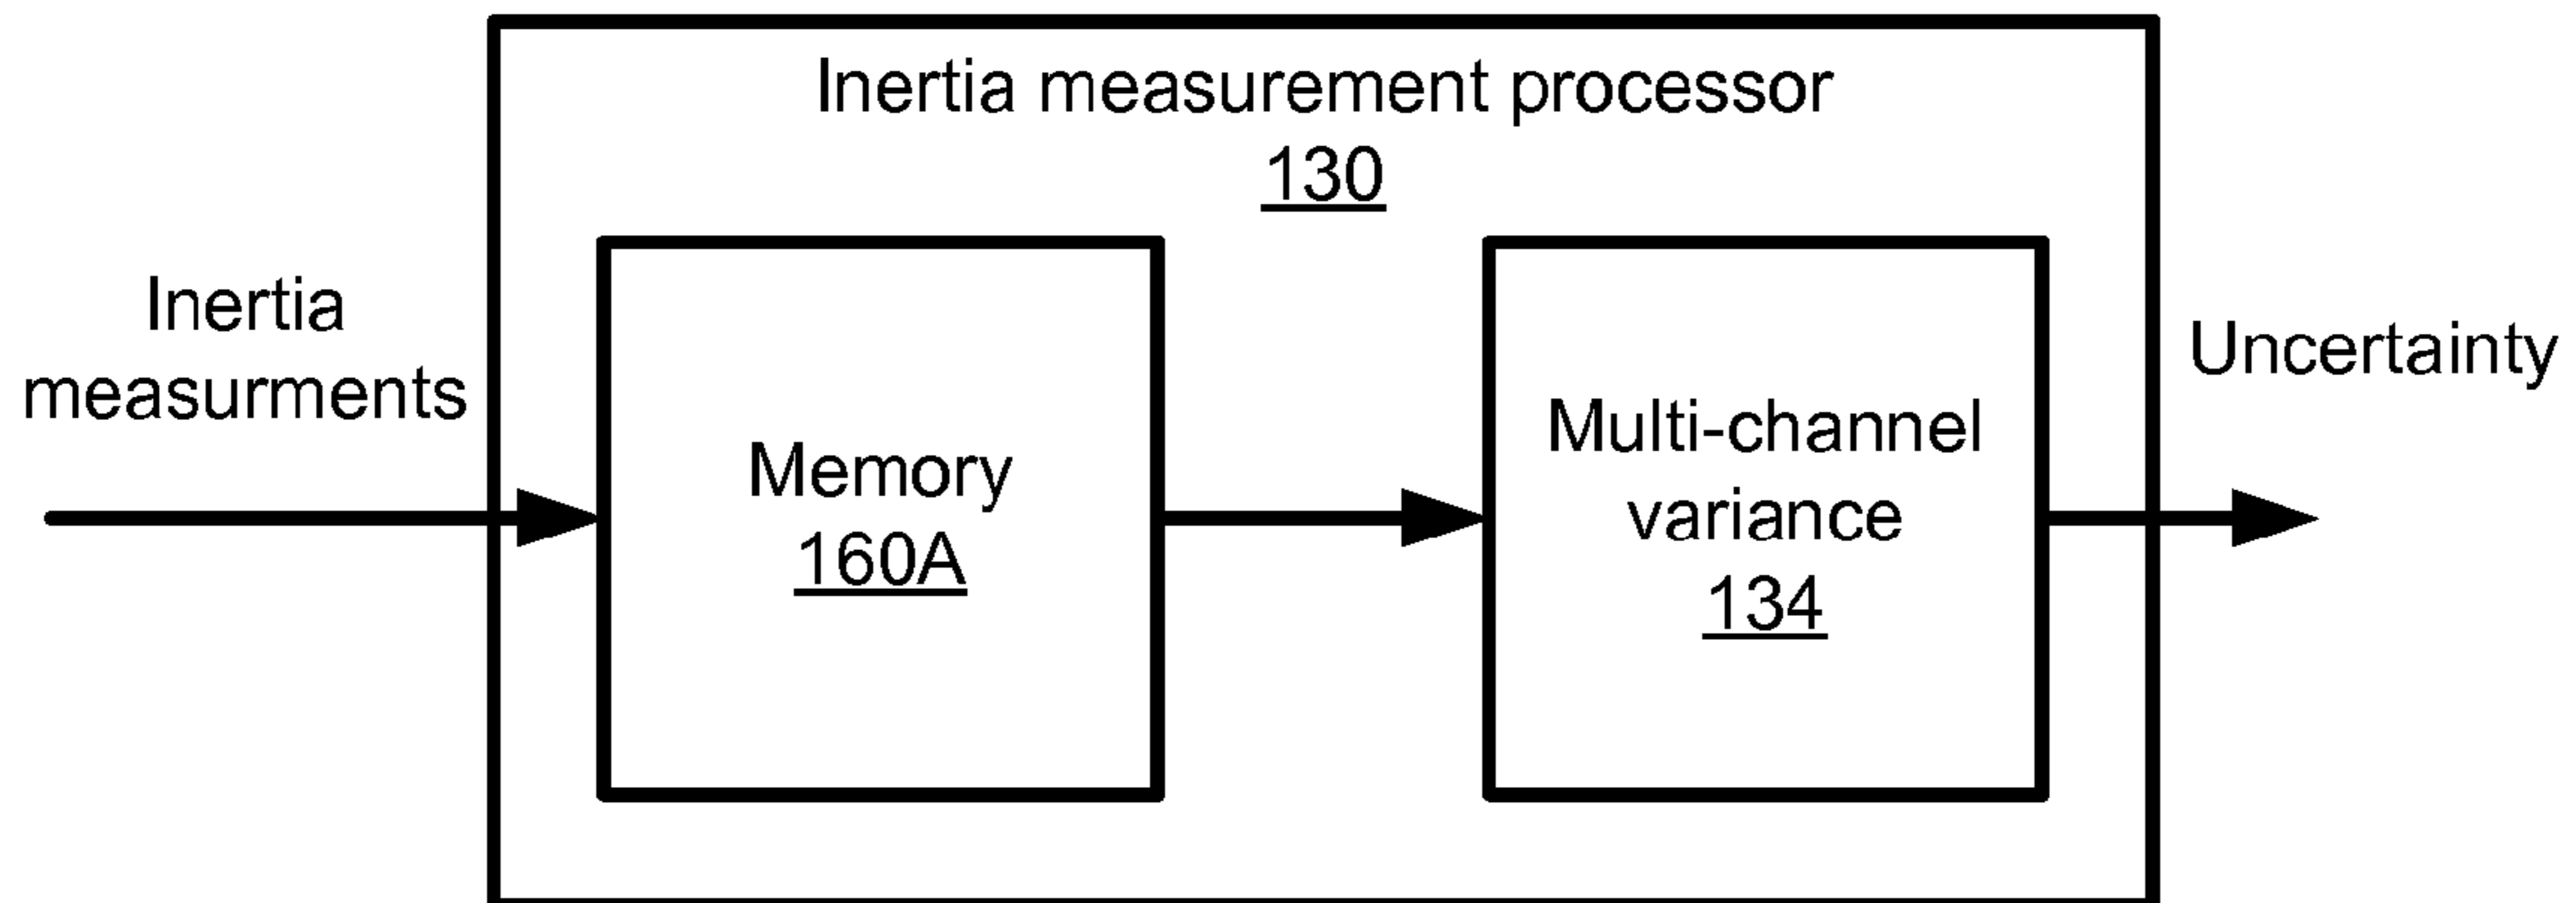 Inertia measurement processor
130
Inertia
measurments
Memory
160A
Multi-channel
variance
134
Uncertainty